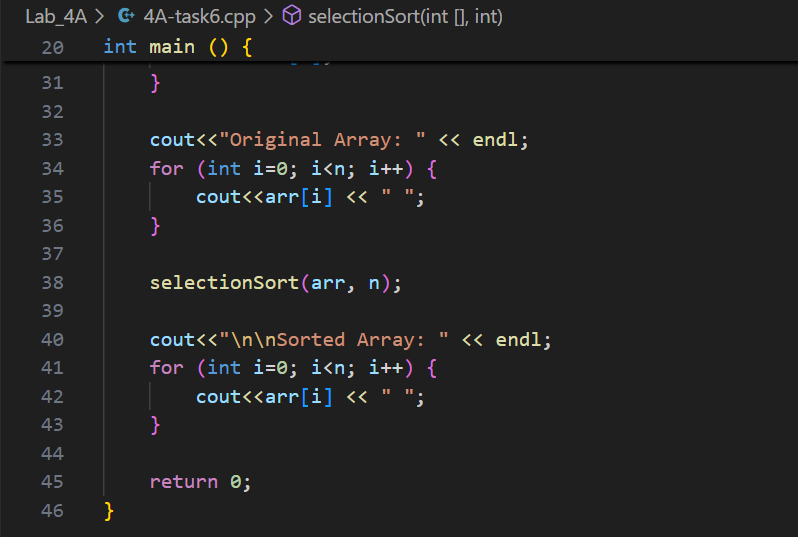 Lab_4A > 4A-task6.cpp > selectionSort(int [], int)
20 int main () {
31 }
32
33 cout<<"Original Array: " << endl;
34 for (int i=0; i<n; i++) {
35 cout<<arr[i] << " ";
36 }
37
38 selectionSort(arr, n);
39
40 cout<<"\n\nSorted Array: " << endl;
41 for (int i=0; i<n; i++) {
42 cout<<arr[i] << " ";
43 }
44
45 return 0;
46 }